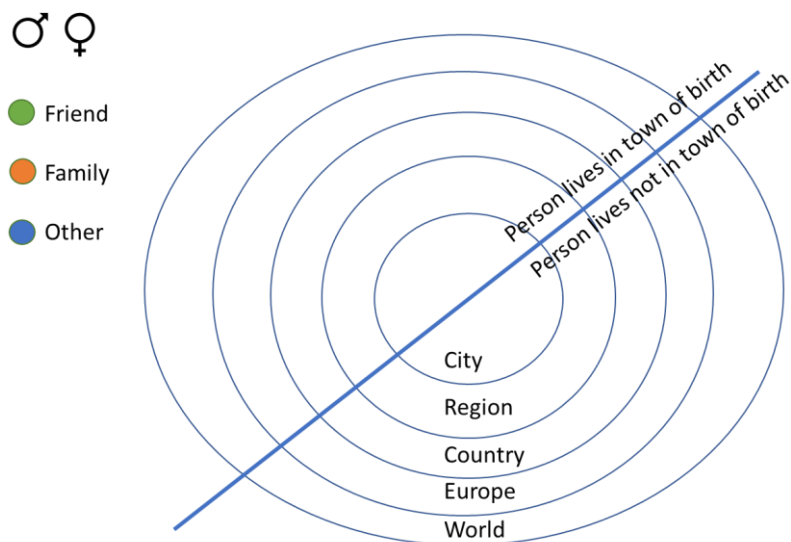 Friend
Family
Other
Person lives in town of birth
Person lives not in town of birth
City
Region
Country
Europe
World